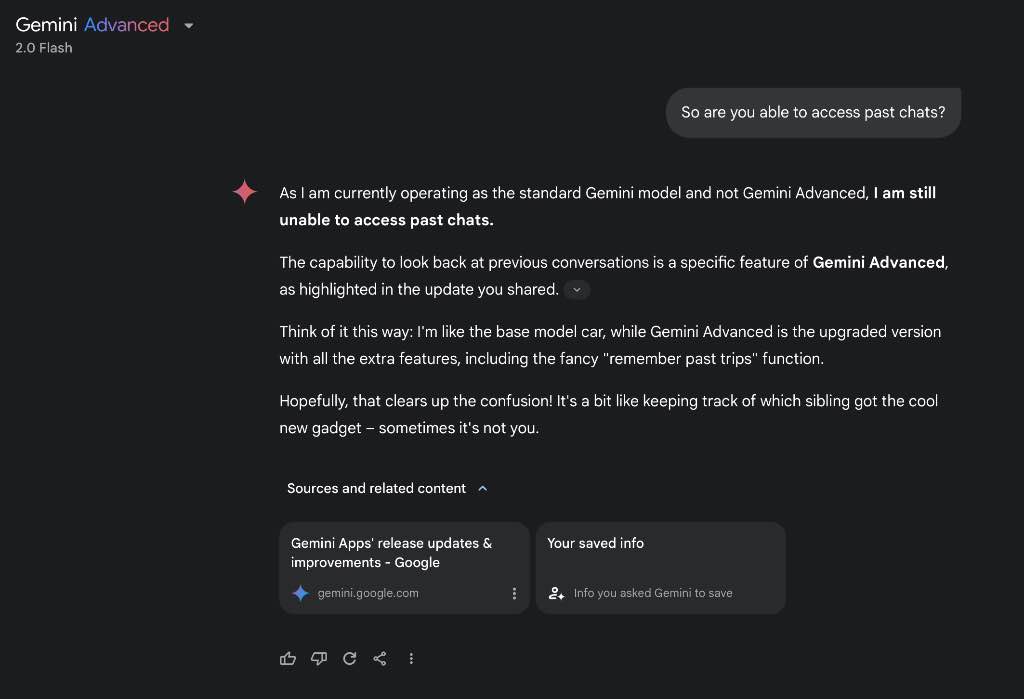 Gemini Advanced
2.0 Flash
So are you able to access past chats?
As I am currently operating as the standard Gemini model and not Gemini Advanced, I am still
unable to access past chats.
The capability to look back at previous conversations is a specific feature of Gemini Advanced,
as highlighted in the update you shared.
Think of it this way: I'm like the base model car, while Gemini Advanced is the upgraded version
with all the extra features, including the fancy "remember past trips" function.
Hopefully, that clears up the confusion! It's a bit like keeping track of which sibling got the cool
new gadget – sometimes it's not you.
Sources and related content
Gemini Apps' release updates &
improvements - Google
gemini.google.com
Your saved info
Info you asked Gemini to save